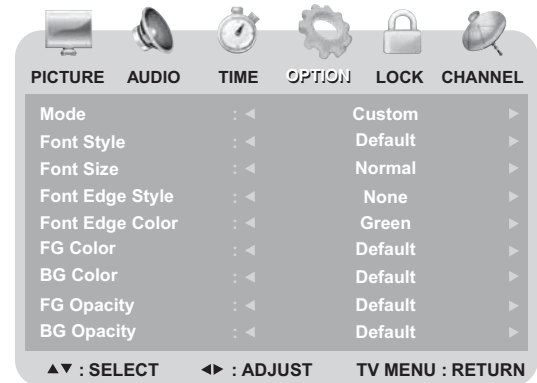 PICTURE AUDIO TIME OPTION LOCK CHANNEL
Mode : ◀ Custom ▶
Font Style : ◀ Default ▶
Font Size : ◀ Normal ▶
Font Edge Style : ◀ None ▶
Font Edge Color : ◀ Green ▶
FG Color : ◀ Default ▶
BG Color : ◀ Default ▶
FG Opacity : ◀ Default ▶
BG Opacity : ◀ Default ▶
▲▼ : SELECT ◀▶ : ADJUST TV MENU : RETURN